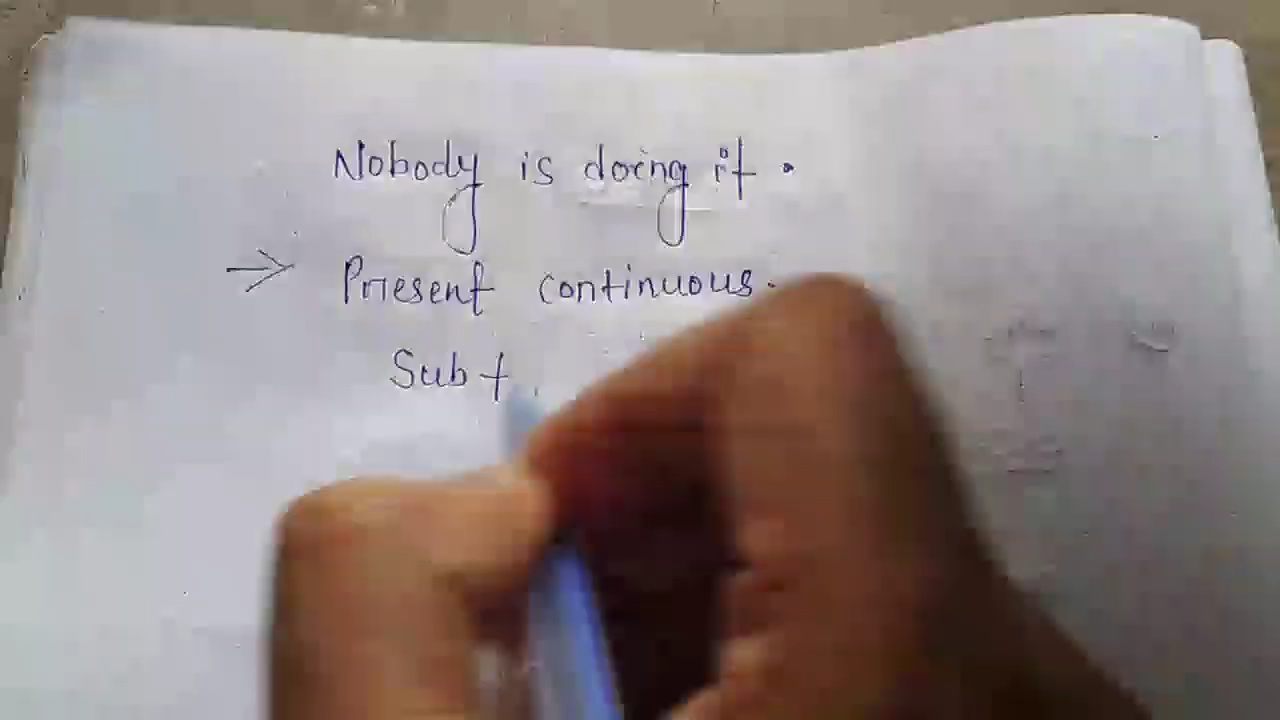 Nobody is doing it.
→ Present continuous.
Sub +